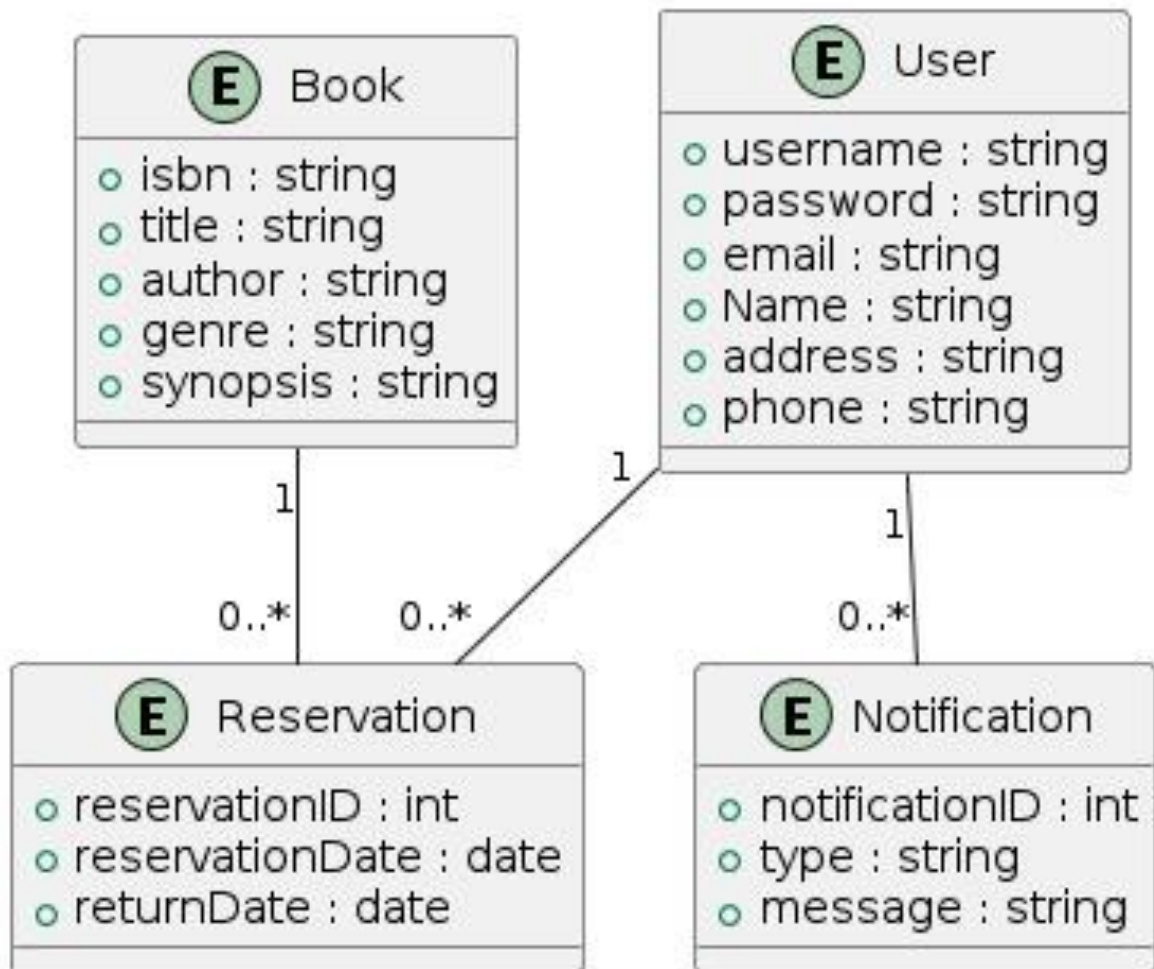 E Book
isbn : string
title : string
author : string
genre : string
synopsis : string
E User
username : string
password : string
email : string
Name : string
address : string
phone : string
1
0..*
1
0..*
1
0..*
E Reservation
reservationID : int
reservationDate : date
returnDate : date
E Notification
notificationID : int
type : string
message : string